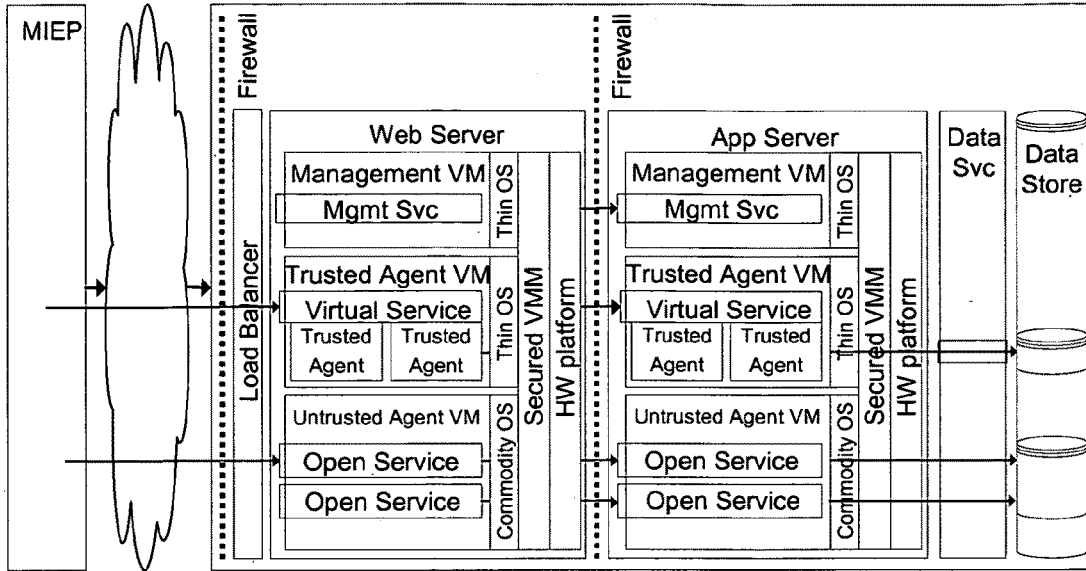 MIEP
Firewall
Load Balancer
Web Server
Management VM
Mgmt Svc
Thin OS
Trusted Agent VM
Virtual Service
Trusted
Agent
Trusted
Agent
Thin OS
Untrusted Agent VM
Open Service
Open Service
Commodity OS
Secured VMM
HW platform
Firewall
App Server
Management VM
Mgmt Svc
Thin OS
Trusted Agent VM
Virtual Service
Trusted
Agent
Trusted
Agent
Thin OS
Untrusted Agent VM
Open Service
Open Service
Commodity OS
Secured VMM
HW platform
Data
Svc
Data
Store